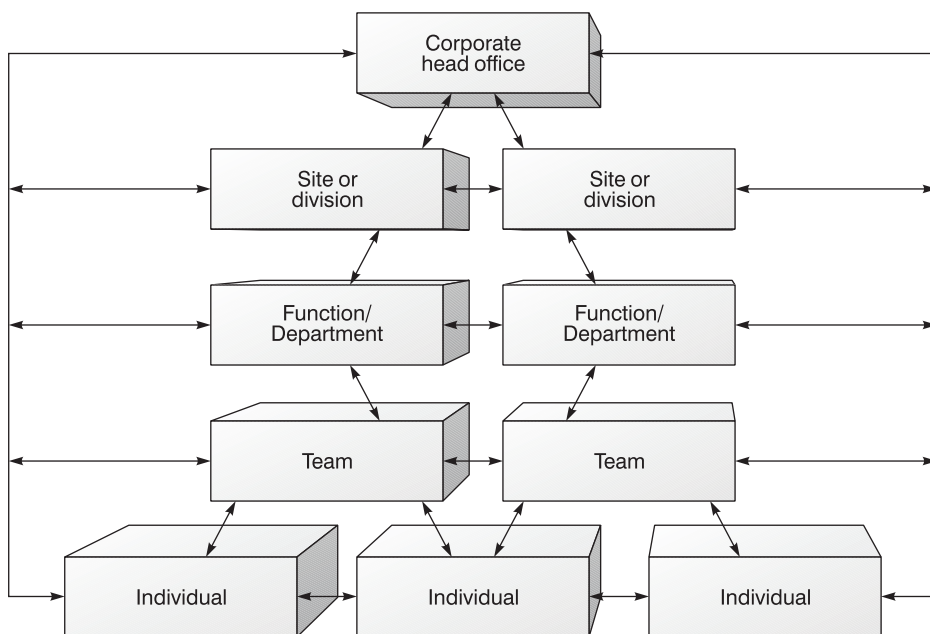 Corporate
head office
Site or
division
Site or
division
Function/
Department
Function/
Department
Team
Team
Individual
Individual
Individual